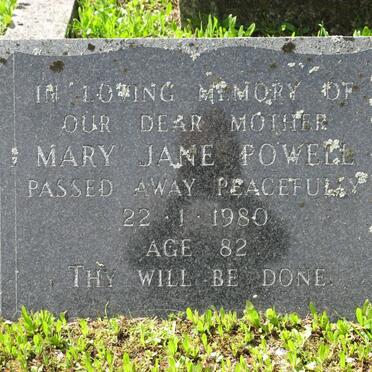 IN LOVING MEMORY OF
OUR DEAR MOTHER
MARY JANE POWELL
PASSED AWAY PEACEFULLY
22 · 1 · 1980
AGE 82
THY WILL BE DONE.